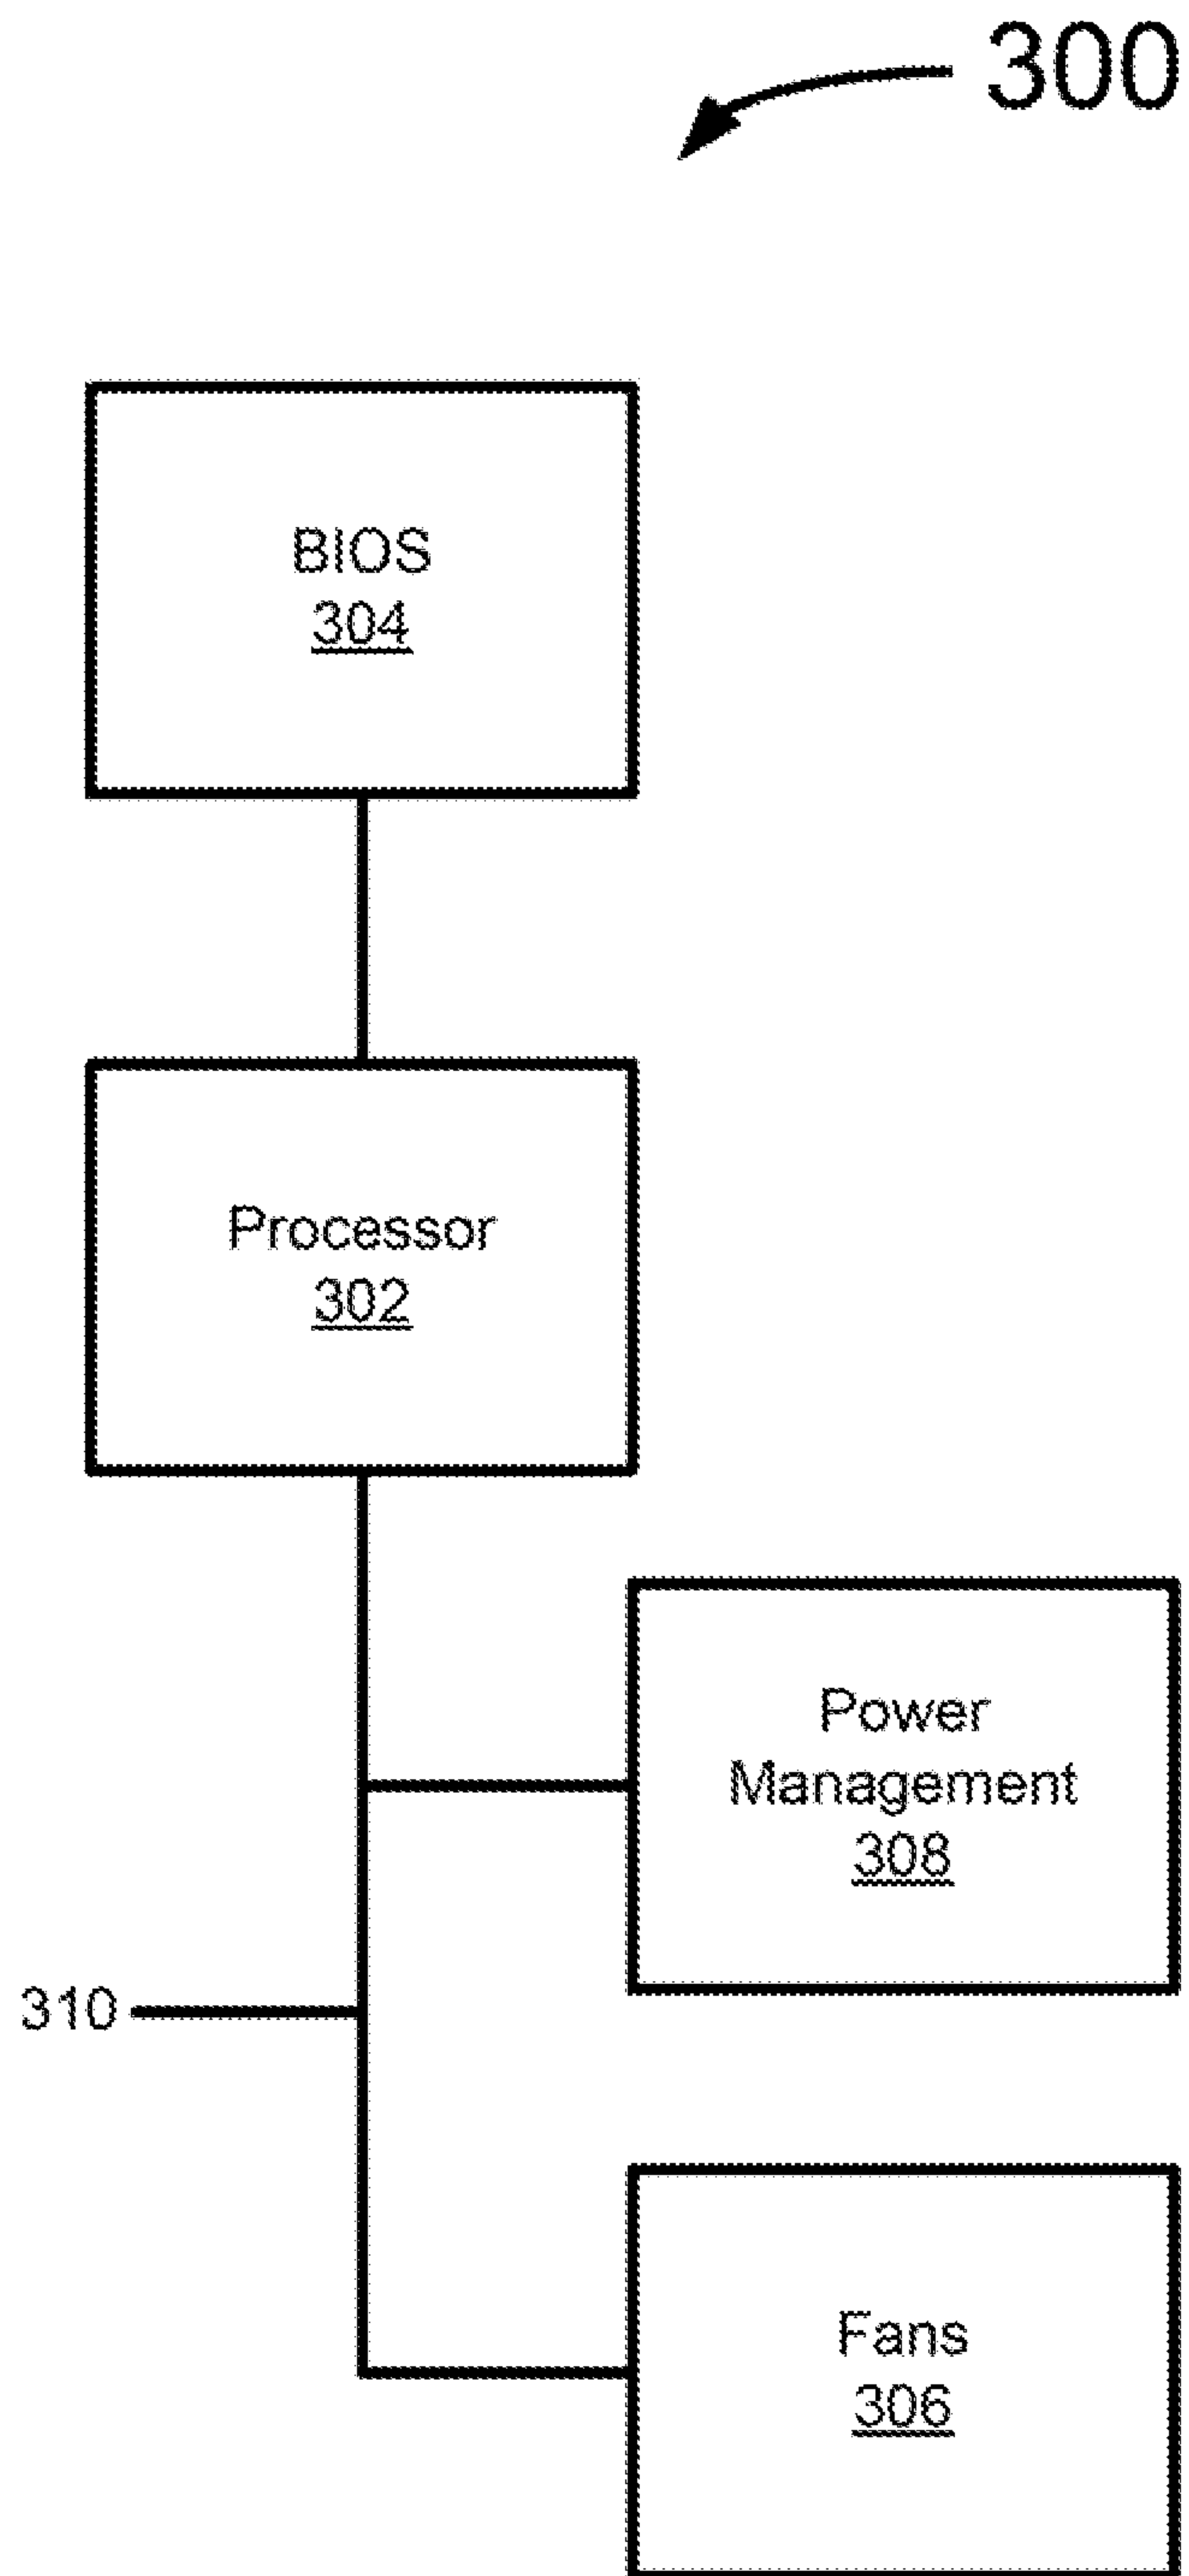 300
BIOS
304
Processor
302
Power
Management
308
310
Fans
306